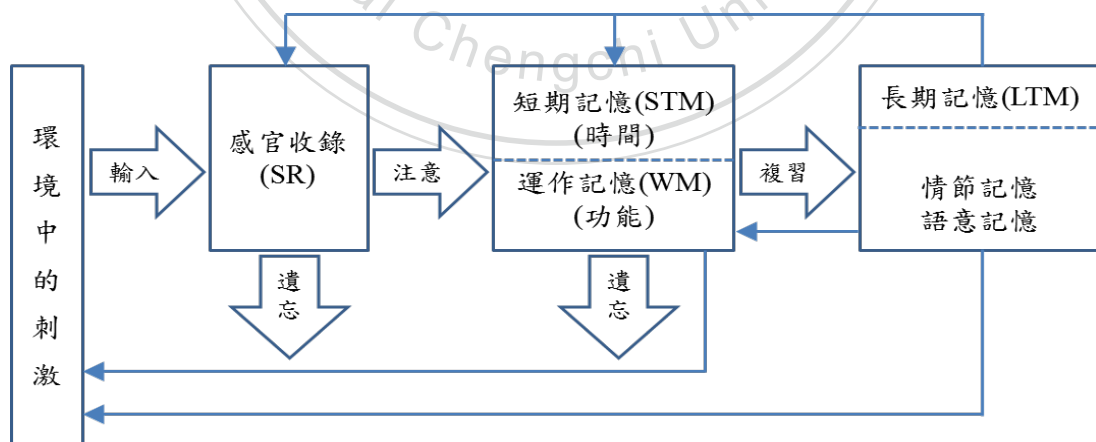 al Chengchi Uni
環
境
中
的
刺
激
輸入
感官收錄
(SR)
注意
短期記憶(STM)
(時間)
運作記憶(WM)
(功能)
複習
長期記憶(LTM)
情節記憶
語意記憶
遺
忘
遺
忘